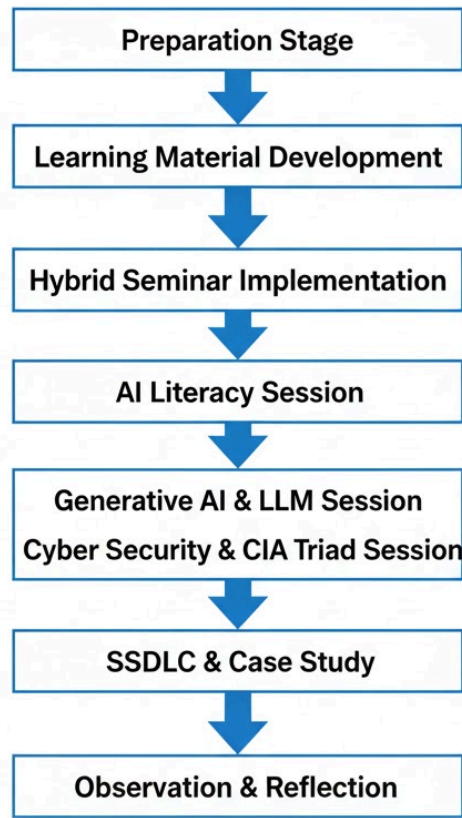 Preparation Stage
Learning Material Development
Hybrid Seminar Implementation
AI Literacy Session
Generative AI & LLM Session
Cyber Security & CIA Triad Session
SSDLC & Case Study
Observation & Reflection